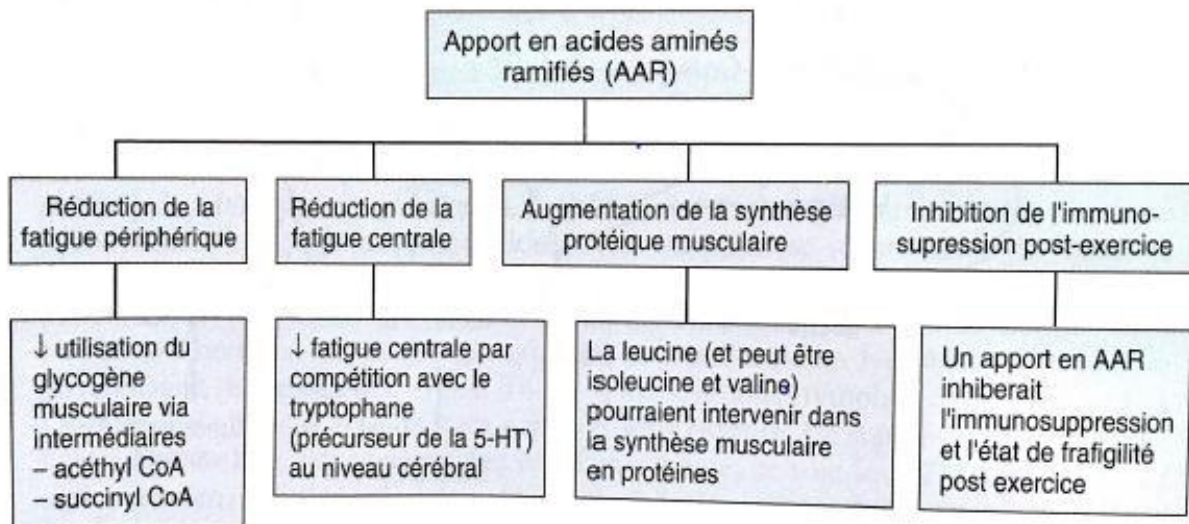 Apport en acides aminés
ramifiés (AAR)
Réduction de la
fatigue périphérique
Réduction de la
fatigue centrale
Augmentation de la synthèse
protéique musculaire
Inhibition de l'immuno-
supression post-exercice
↓ utilisation du
glycogène
musculaire via
intermédiaires
– acéthyl CoA
– succinyl CoA
↓ fatigue centrale par
compétition avec le
tryptophane
(précurseur de la 5-HT)
au niveau cérébral
La leucine (et peut être
isoleucine et valine)
pourraient intervenir dans
la synthèse musculaire
en protéines
Un apport en AAR
inhiberait
l'immunosuppression
et l'état de frafigilité
post exercice